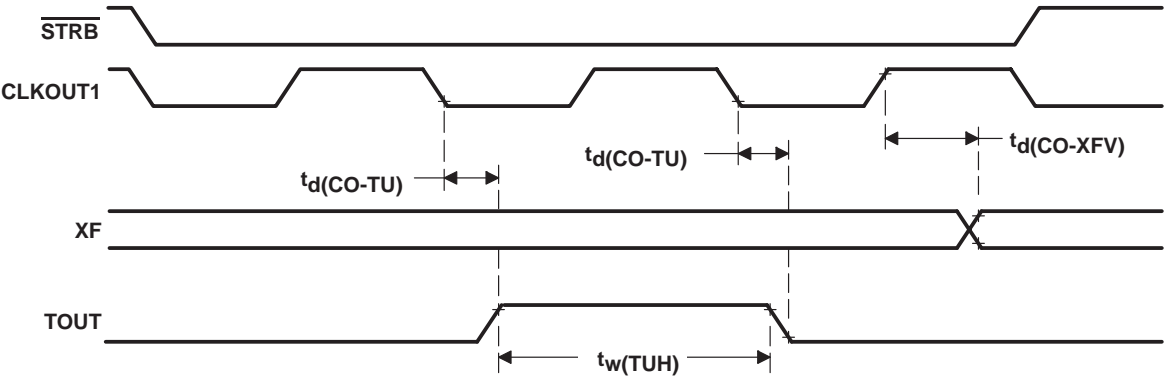 STRB
CLKOUT1
td(CO-TU)
td(CO-TU)
td(CO-XFV)
XF
TOUT
tw(TUH)